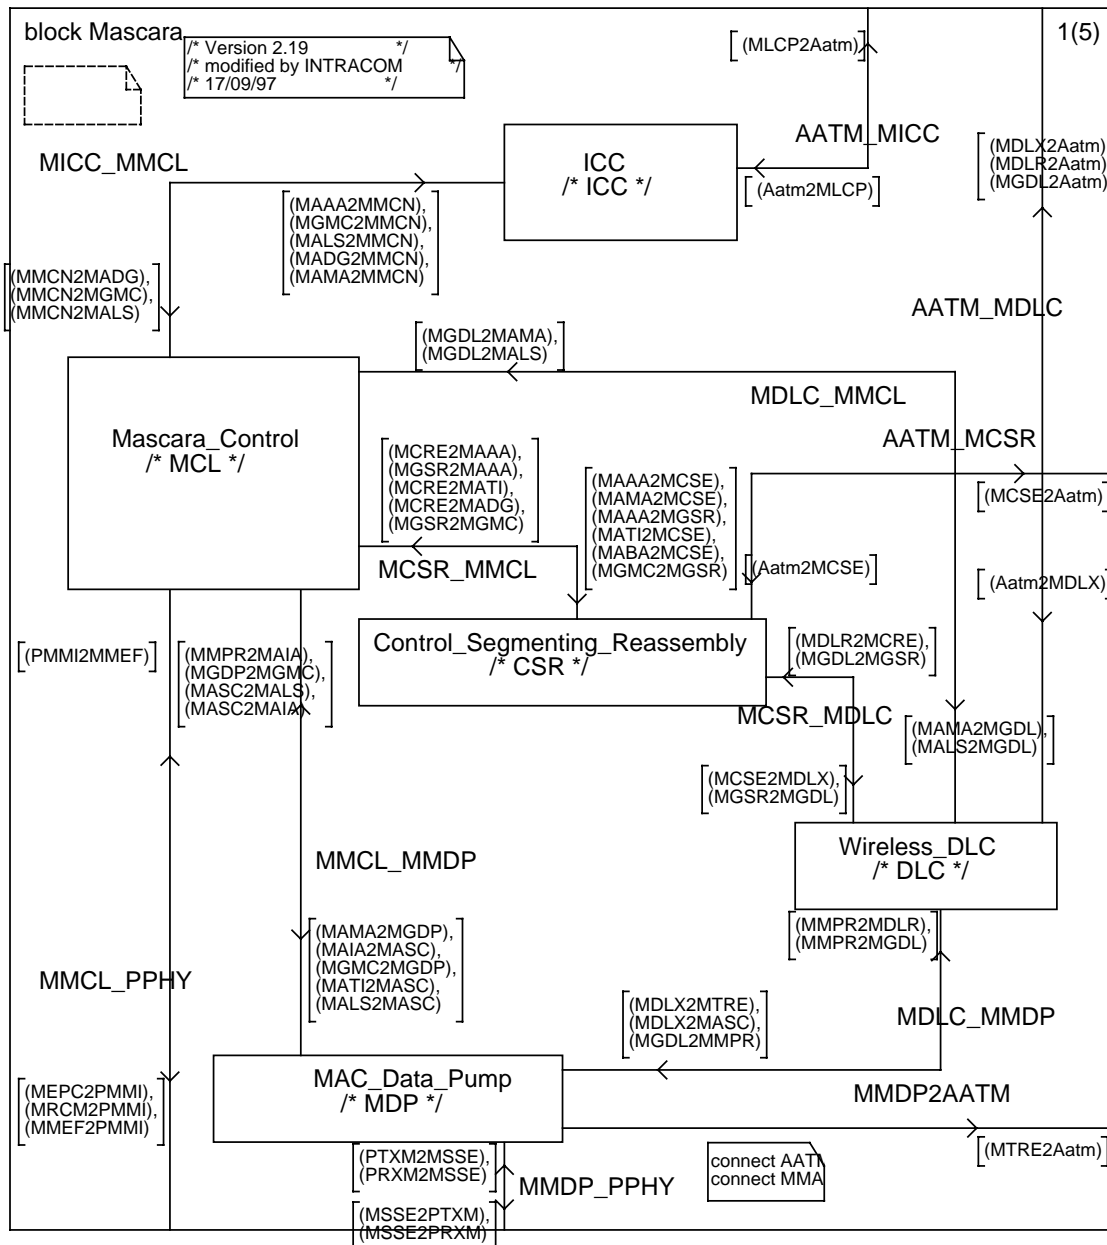 block Mascara
1(5)
/* Version 2.19 */
/* modified by INTRACOM */
/* 17/09/97 */
(MLCP2Aatm)
AATM_MICC
ICC
/* ICC */
(Aatm2MLCP)
(MDLX2Aatm)
(MDLR2Aatm)
(MGDL2Aatm)
MICC_MMCL
(MAAA2MMCN),
(MGMC2MMCN),
(MALS2MMCN),
(MADG2MMCN),
(MAMA2MMCN)
(MMCN2MADG),
(MMCN2MGMC),
(MMCN2MALS)
AATM_MDLC
(MGDL2MAMA),
(MGDL2MALS)
MDLC_MMCL
Mascara_Control
/* MCL */
AATM_MCSR
(MCRE2MAAA),
(MGSR2MAAA),
(MCRE2MATI),
(MCRE2MADG),
(MGSR2MGMC)
(MAAA2MCSE),
(MAMA2MCSE),
(MAAA2MGSR),
(MATI2MCSE),
(MABA2MCSE),
(MGMC2MGSR)
(MCSE2Aatm)
MCSR_MMCL
(Aatm2MCSE)
(Aatm2MDLX)
(PMMI2MMEF)
(MMPR2MAIA),
(MGDP2MGMC),
(MASC2MALS),
(MASC2MAIA)
Control_Segmenting_Reassembly
/* CSR */
(MDLR2MCRE),
(MGDL2MGSR)
MCSR_MDLC
(MAMA2MGDL),
(MALS2MGDL)
(MCSE2MDLX),
(MGSR2MGDL)
Wireless_DLC
/* DLC */
MMCL_MMDP
(MMPR2MDLR),
(MMPR2MGDL)
(MAMA2MGDP),
(MAIA2MASC),
(MGMC2MGDP),
(MATI2MASC),
(MALS2MASC)
MMCL_PPHY
(MDLX2MTRE),
(MDLX2MASC),
(MGDL2MMPR)
MDLC_MMDP
MAC_Data_Pump
/* MDP */
(MEPC2PMMI),
(MRCM2PMMI),
(MMEF2PMMI)
MMDP2AATM
(MTRE2Aatm)
(PTXM2MSSE),
(PRXM2MSSE)
MMDP_PPHY
connect AATM
connect MMA
(MSSE2PTXM),
(MSSE2PRXM)